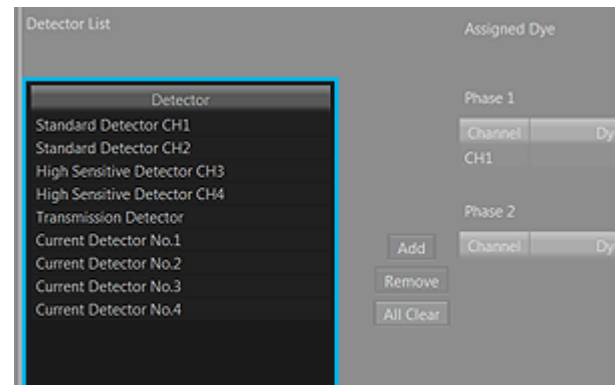 Detector List
Assigned Dye
Detector
Standard Detector CH1
Standard Detector CH2
High Sensitive Detector CH3
High Sensitive Detector CH4
Transmission Detector
Current Detector No.1
Current Detector No.2
Current Detector No.3
Current Detector No.4
Add
Remove
All Clear
Phase 1
Channel Dy
CH1
Phase 2
Channel Dy